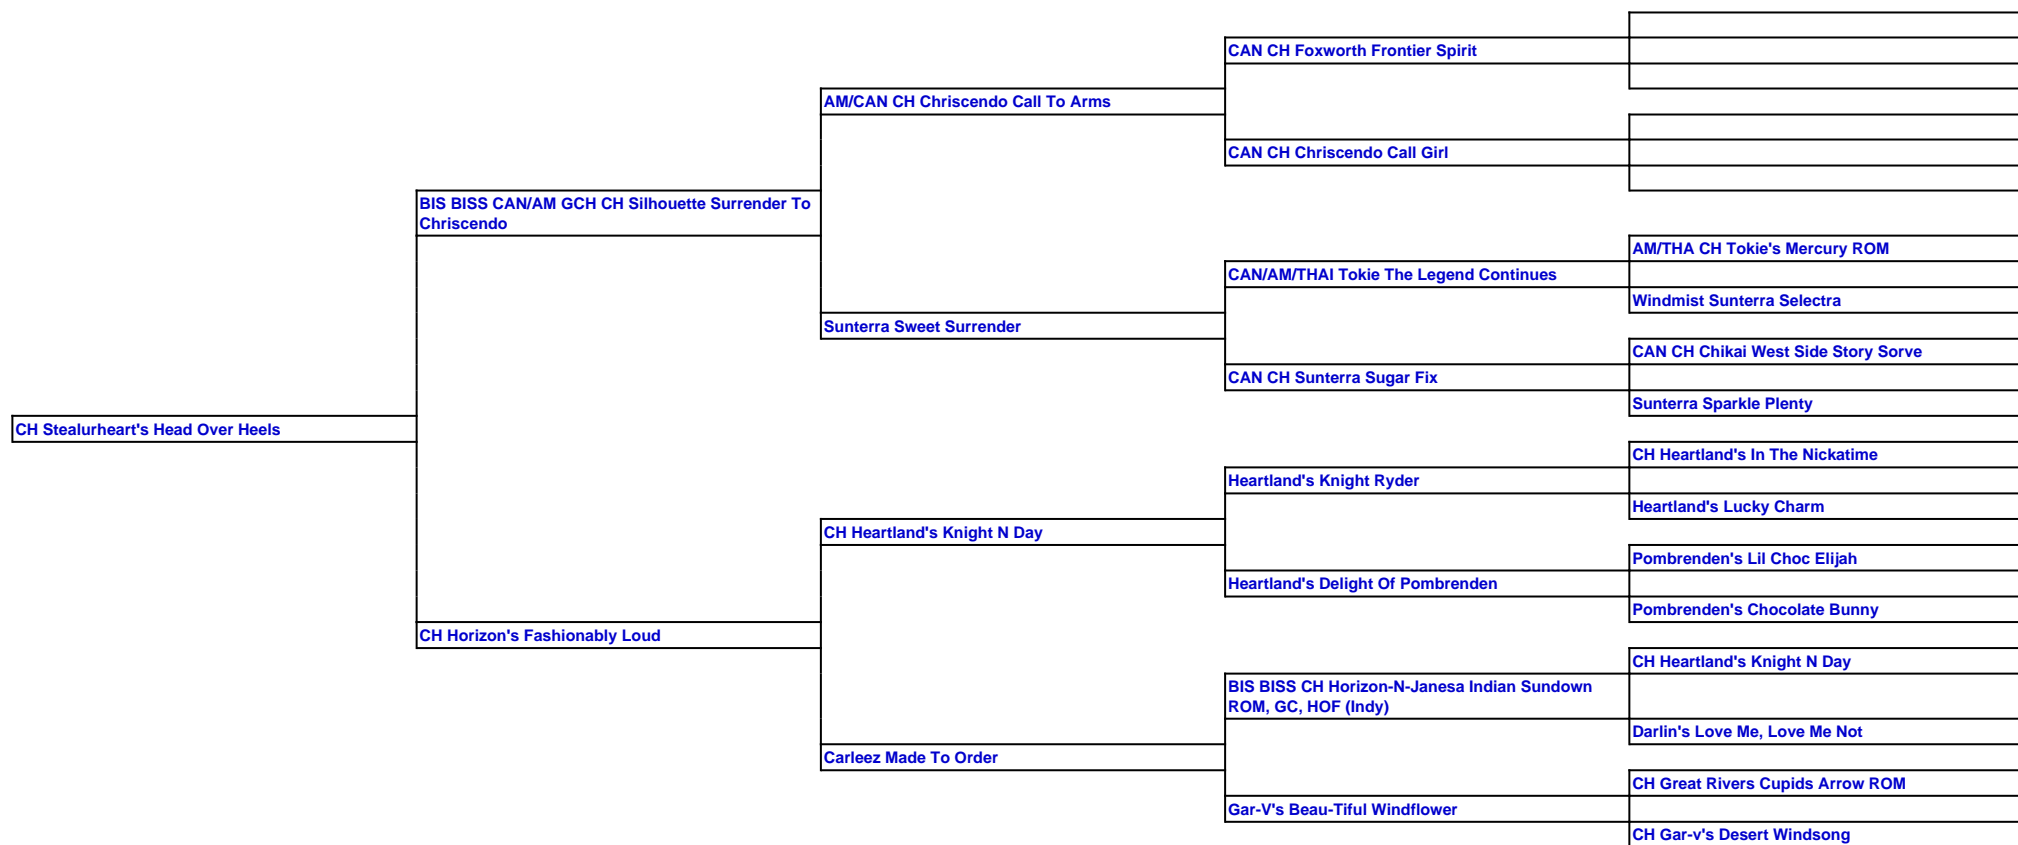 CAN CH Foxworth Frontier Spirit
AM/CAN CH Chriscendo Call To Arms
CAN CH Chriscendo Call Girl
BIS BISS CAN/AM GCH CH Silhouette Surrender To
Chriscendo
AM/THA CH Tokie's Mercury ROM
CAN/AM/THAI Tokie The Legend Continues
Windmist Sunterra Selectra
Sunterra Sweet Surrender
CAN CH Chikai West Side Story Sorve
CAN CH Sunterra Sugar Fix
Sunterra Sparkle Plenty
CH Stealurheart's Head Over Heels
CH Heartland's In The Nickatime
Heartland's Knight Ryder
Heartland's Lucky Charm
CH Heartland's Knight N Day
Pombrenden's Lil Choc Elijah
Heartland's Delight Of Pombrenden
Pombrenden's Chocolate Bunny
CH Horizon's Fashionably Loud
CH Heartland's Knight N Day
BIS BISS CH Horizon-N-Janesa Indian Sundown
ROM, GC, HOF (Indy)
Darlin's Love Me, Love Me Not
Carleez Made To Order
CH Great Rivers Cupids Arrow ROM
Gar-V's Beau-Tiful Windflower
CH Gar-v's Desert Windsong